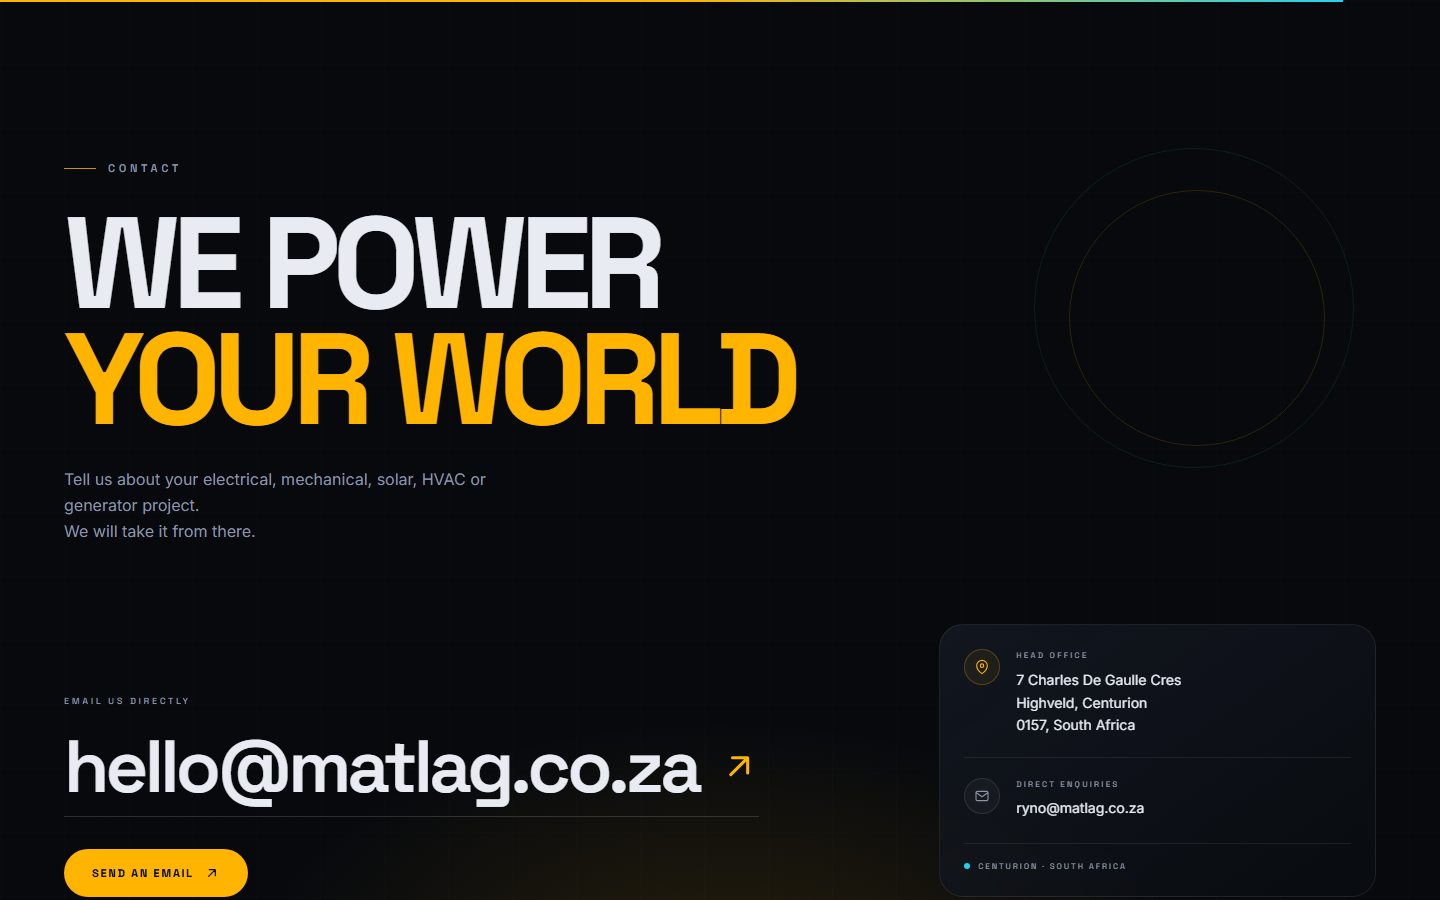 CONTACT
WE POWER
YOUR WORLD
Tell us about your electrical, mechanical, solar, HVAC or
generator project.
We will take it from there.
EMAIL US DIRECTLY
hello@matlag.co.za
SEND AN EMAIL
HEAD OFFICE
7 Charles De Gaulle Cres
Highveld, Centurion
0157, South Africa
DIRECT ENQUIRIES
ryno@matlag.co.za
CENTURION · SOUTH AFRICA